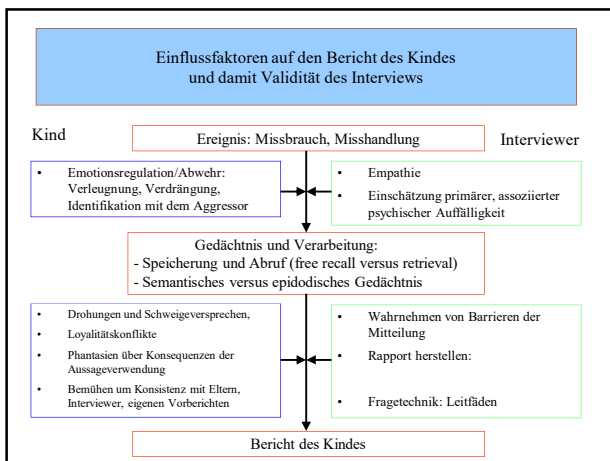 Einflussfaktoren auf den Bericht des Kindes
und damit Validität des Interviews
Kind
Ereignis: Missbrauch, Misshandlung
Interviewer
• Emotionsregulation/Abwehr:
Verleugnung, Verdrängung,
Identifikation mit dem Aggressor
• Empathie
• Einschätzung primärer, assoziierter
psychischer Auffälligkeit
Gedächtnis und Verarbeitung:
- Speicherung und Abruf (free recall versus retrieval)
- Semantisches versus epidodisches Gedächtnis
• Drohungen und Schweigeversprechen,
• Loyalitätskonflikte
• Phantasien über Konsequenzen der
Aussageverwendung
• Bemühen um Konsistenz mit Eltern,
Interviewer, eigenen Vorberichten
• Wahrnehmen von Barrieren der
Mitteilung
• Rapport herstellen:
• Fragetechnik: Leitfäden
Bericht des Kindes